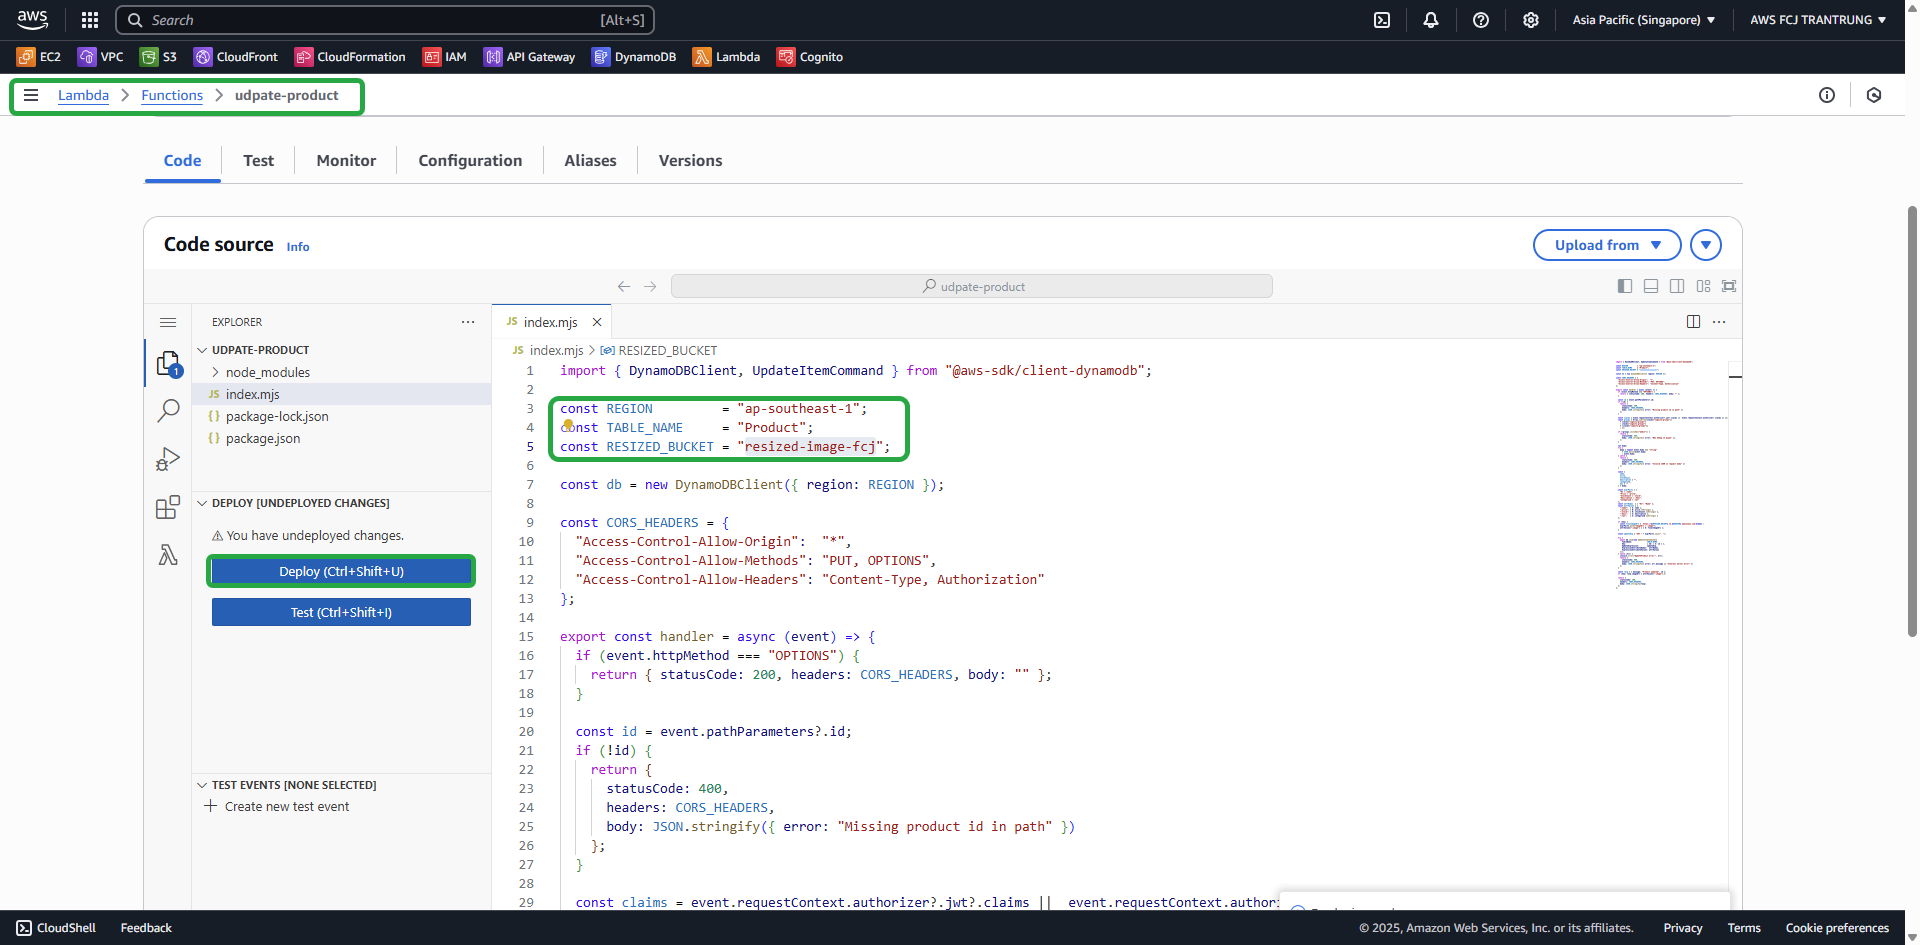 aws Search [Alt+S] Asia Pacific (Singapore) AWS FCJ TRANTRUNG
EC2 VPC S3 CloudFront CloudFormation IAM API Gateway DynamoDB Lambda Cognito
Lambda > Functions > udpate-product
Code Test Monitor Configuration Aliases Versions
Code source Info Upload from
udpate-product
EXPLORER ...
UDPATE-PRODUCT
node_modules
JS index.mjs
{} package-lock.json
{} package.json
DEPLOY [UNDEPLOYED CHANGES]
You have undeployed changes.
Deploy (Ctrl+Shift+U)
Test (Ctrl+Shift+I)
TEST EVENTS [NONE SELECTED]
+ Create new test event
1
JS index.mjs ×
JS index.mjs > RESIZED_BUCKET
1 import { DynamoDBClient, UpdateItemCommand } from "@aws-sdk/client-dynamodb";
2
3 const REGION         = "ap-southeast-1";
4 const TABLE_NAME     = "Product";
5 const RESIZED_BUCKET = "resized-image-fcj";
6
7 const db = new DynamoDBClient({ region: REGION });
8
9 const CORS_HEADERS = {
10   "Access-Control-Allow-Origin":  "*",
11   "Access-Control-Allow-Methods": "PUT, OPTIONS",
12   "Access-Control-Allow-Headers": "Content-Type, Authorization"
13 };
14
15 export const handler = async (event) => {
16   if (event.httpMethod === "OPTIONS") {
17     return { statusCode: 200, headers: CORS_HEADERS, body: "" };
18   }
19
20   const id = event.pathParameters?.id;
21   if (!id) {
22     return {
23       statusCode: 400,
24       headers: CORS_HEADERS,
25       body: JSON.stringify({ error: "Missing product id in path" })
26     };
27   }
28
29   const claims = event.requestContext.authorizer?.jwt?.claims ||  event.requestContext.authori
CloudShell Feedback © 2025, Amazon Web Services, Inc. or its affiliates. Privacy Terms Cookie preferences